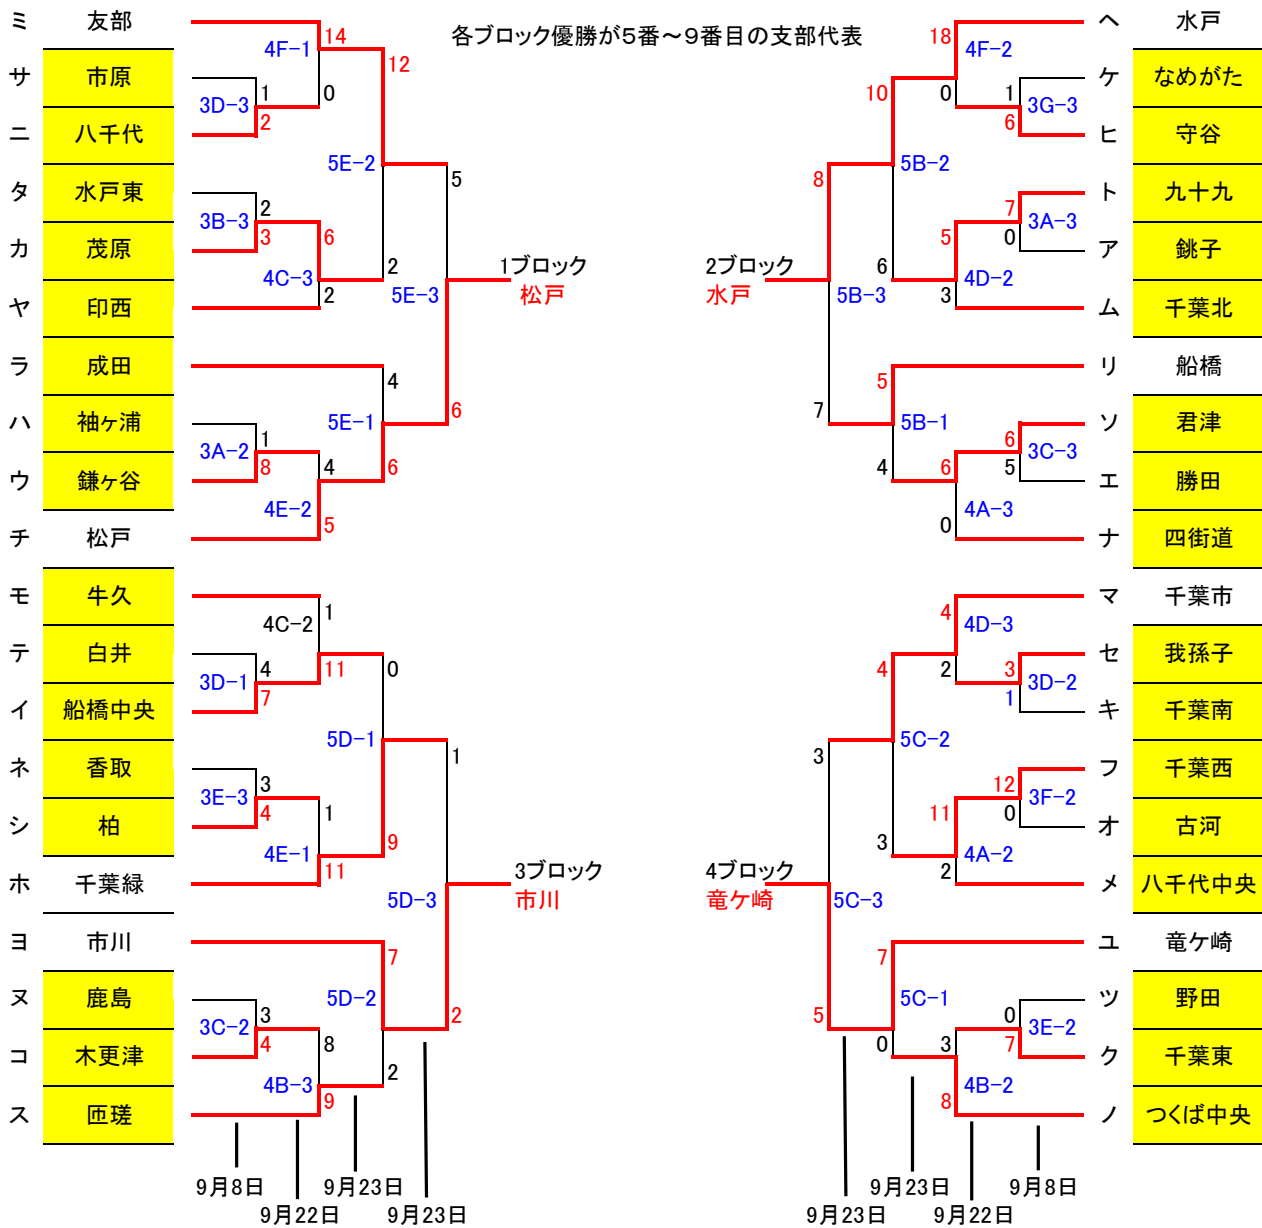 各ブロック優勝が5番～9番目の支部代表
ミ 友部
サ 市原
ニ 八千代
タ 水戸東
カ 茂原
ヤ 印西
ラ 成田
ハ 袖ヶ浦
ウ 鎌ヶ谷
チ 松戸
4F-1 14 12
3D-3 1 0
2
5E-2 5
3B-3 2
3 6
4C-3 2
2 5E-3
1ブロック
松戸
4
5E-1 6
3A-2 1
8 4 6
4E-2 5
モ 牛久
テ 白井
イ 船橋中央
ネ 香取
シ 柏
ホ 千葉緑
ヨ 市川
ヌ 鹿島
コ 木更津
ス 匝瑳
1
4C-2
3D-1 4 11 0
7
5D-1 1
3E-3 3
4 1 9
4E-1 11
5D-3
3ブロック
市川
7
5D-2 2
3C-2 3
4 8 2
4B-3 9
9月8日
9月22日
9月23日
9月23日
ヘ 水戸
ケ なめがた
ヒ 守谷
ト 九十九
ア 銚子
ム 千葉北
リ 船橋
ソ 君津
エ 勝田
ナ 四街道
18 4F-2
10 0 1 3G-3
6
8 5B-2
7 3A-3
5 0
6 4D-2
3
2ブロック
水戸
5B-3
5
7 5B-1
6 3C-3
4 6 5
4A-3
0
マ 千葉市
セ 我孫子
キ 千葉南
フ 千葉西
オ 古河
メ 八千代中央
ユ 竜ケ崎
ツ 野田
ク 千葉東
ノ つくば中央
4 4D-3
4 2 3 3D-2
1
3 5C-2
12 3F-2
11 0
3 4A-2
2
4ブロック
竜ケ崎
5C-3
7
5 5C-1
0 3E-2
0 3 7
4B-2
8
9月23日
9月23日
9月22日
9月8日